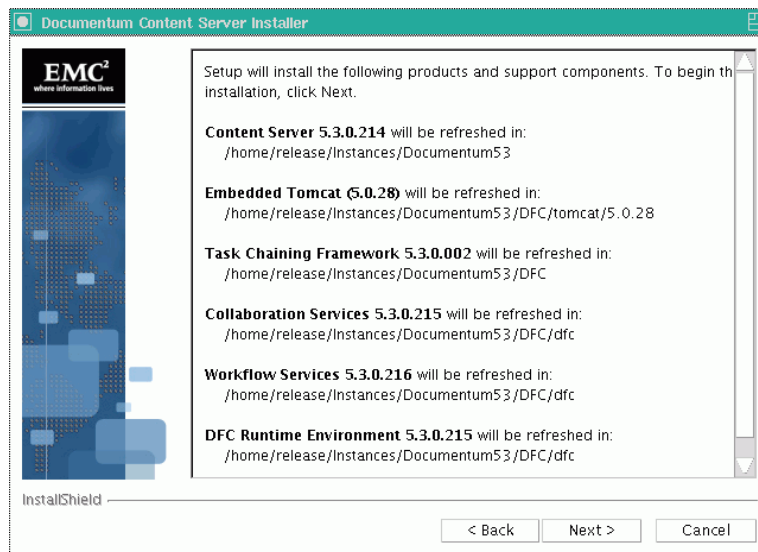 Documentum Content Server Installer
EMC²
where information lives
Setup will install the following products and support components. To begin th
installation, click Next.
Content Server 5.3.0.214 will be refreshed in:
/home/release/Instances/Documentum53
Embedded Tomcat (5.0.28) will be refreshed in:
/home/release/Instances/Documentum53/DFC/tomcat/5.0.28
Task Chaining Framework 5.3.0.002 will be refreshed in:
/home/release/Instances/Documentum53/DFC
Collaboration Services 5.3.0.215 will be refreshed in:
/home/release/Instances/Documentum53/DFC/dfc
Workflow Services 5.3.0.216 will be refreshed in:
/home/release/Instances/Documentum53/DFC/dfc
DFC Runtime Environment 5.3.0.215 will be refreshed in:
/home/release/Instances/Documentum53/DFC/dfc
InstallShield
< Back
Next >
Cancel